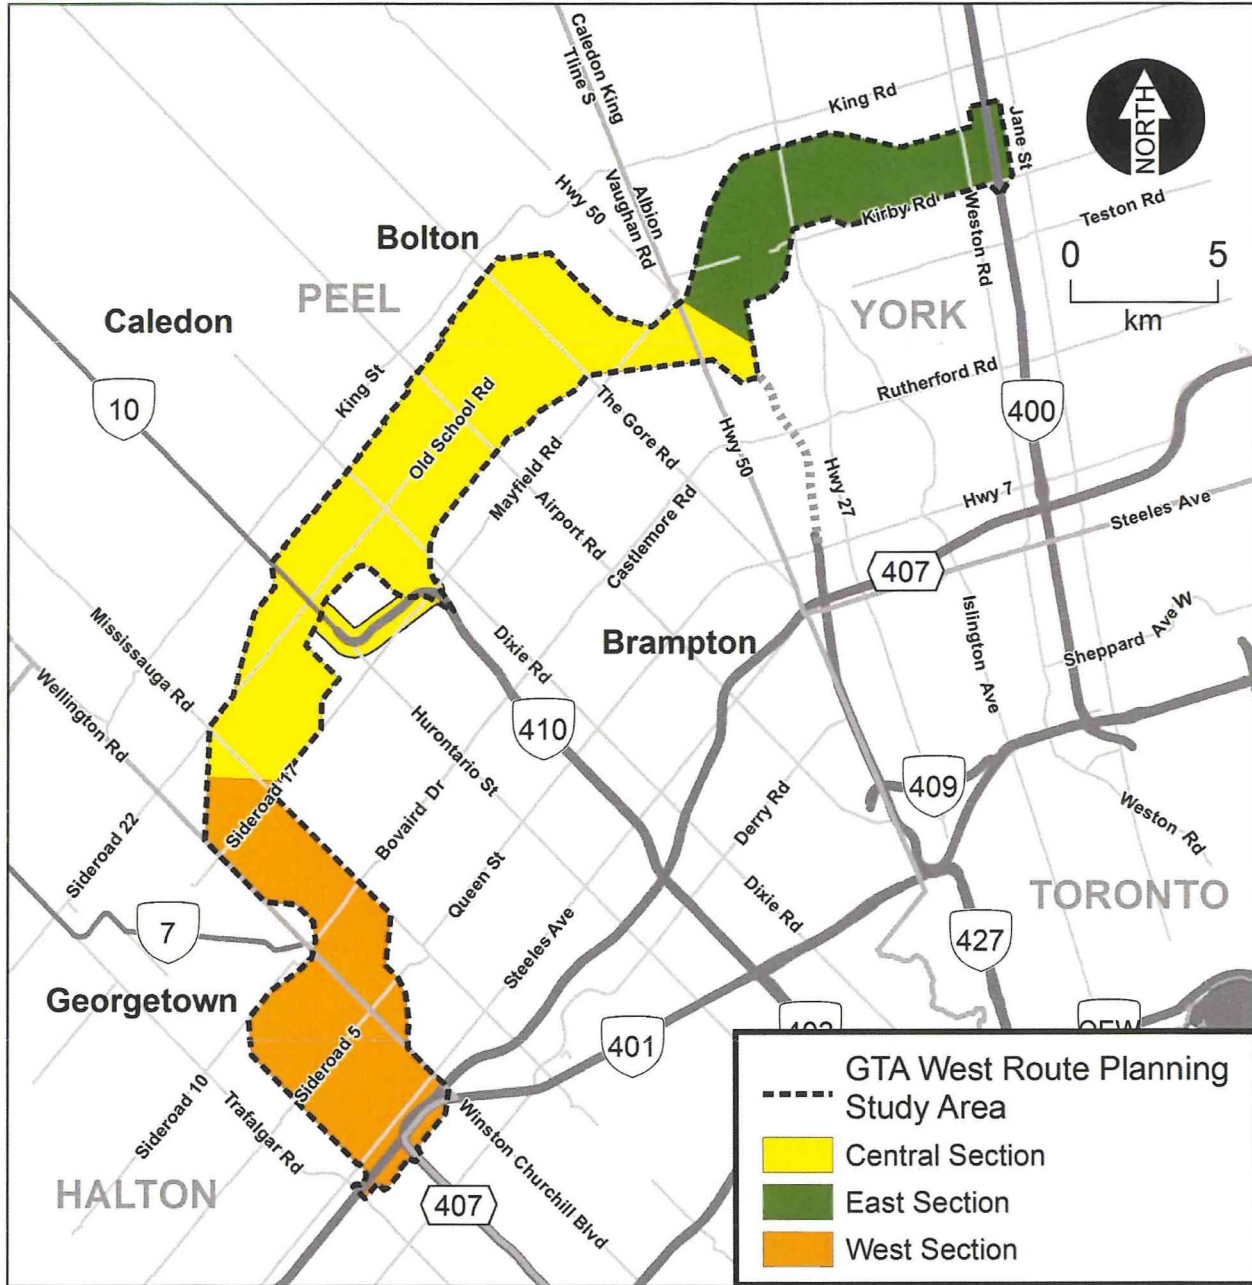 Caledon King
Tline S
King Rd
Jane St
NORTH
Hwy 50
Albion
Vaughan Rd
Kirby Rd
Weston Rd
Teston Rd
Bolton
PEEL
0 5
km
YORK
Caledon
King St
10
Old School Rd
The Gore Rd
Rutherford Rd
400
Mayfield Rd
Hwy 50
Hwy 27
Airport Rd
Castlemore Rd
Hwy 7
Steeles Ave
407
Mississauga Rd
Wellington Rd
Dixie Rd
Brampton
Islington Ave
Sheppard Ave W
Hurontario St
410
Sideroad 17
Sideroad 22
Bovaird Dr
Queen St
Derry Rd
409
Weston Rd
7
Steeles Ave
Dixie Rd
TORONTO
427
Georgetown
Sideroad 5
401
Sideroad 10
Trafalgar Rd
Winston Churchill Blvd
HALTON
407
GTA West Route Planning
Study Area
Central Section
East Section
West Section